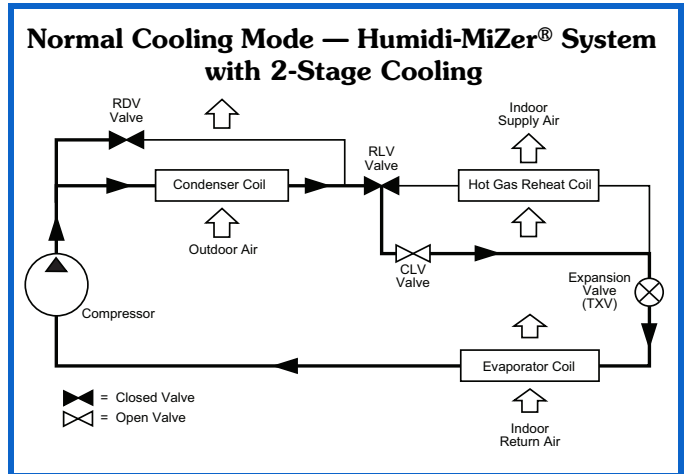 Normal Cooling Mode — Humidi-MiZer® System
with 2-Stage Cooling
RDV
Valve
Indoor
Supply Air
RLV
Valve
Condenser Coil
Hot Gas Reheat Coil
Outdoor Air
CLV
Valve
Expansion
Valve
(TXV)
Compressor
Evaporator Coil
= Closed Valve
= Open Valve
Indoor
Return Air